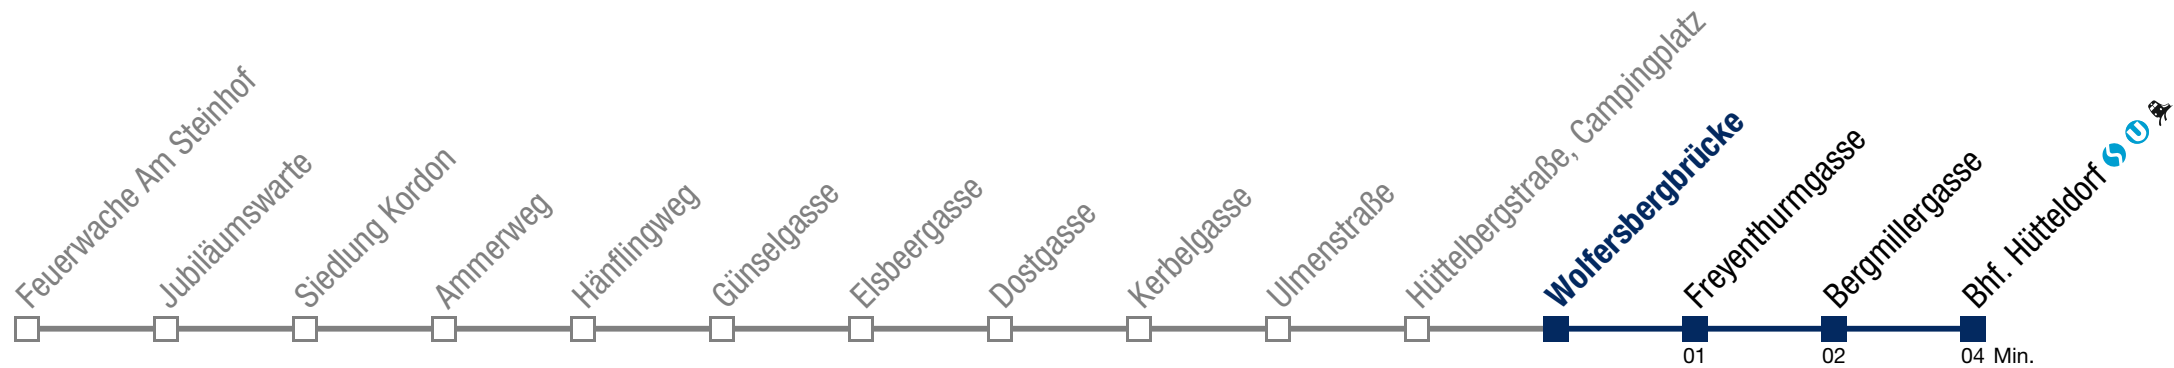 Feuerwache Am Steinhof
Jubiläumswarte
Siedlung Kordon
Ammerweg
Hänflingweg
Günselgasse
Elsbeergasse
Dostgasse
Kerbelgasse
Ulmenstraße
Hüttelbergstraße, Campingplatz
Wolfersbergbrücke
Freyenthurmgasse
Bergmillergasse
Bhf. Hütteldorf S U
01
02
04 Min.